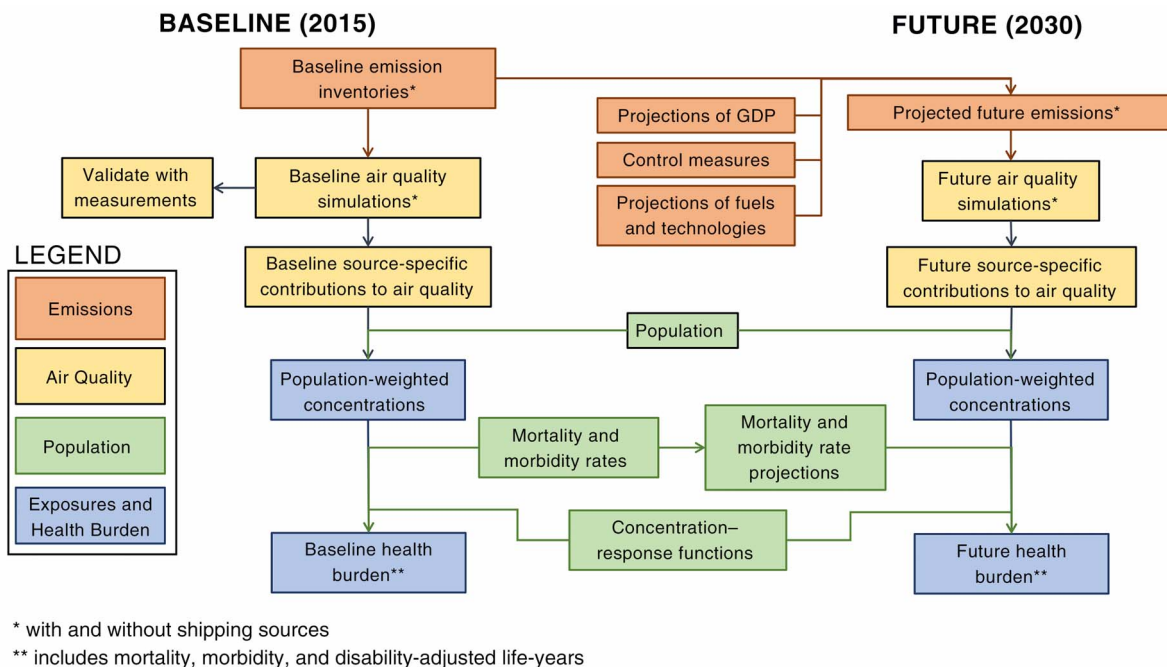 BASELINE (2015)
FUTURE (2030)
Baseline emission
inventories*
Projections of GDP
Projected future emissions*
Control measures
Validate with
measurements
Baseline air quality
simulations*
Future air quality
simulations*
Projections of fuels
and technologies
LEGEND
Emissions
Air Quality
Population
Exposures and
Health Burden
Baseline source-specific
contributions to air quality
Future source-specific
contributions to air quality
Population
Population-weighted
concentrations
Population-weighted
concentrations
Mortality and
morbidity rates
Mortality and
morbidity rate
projections
Concentration–
response functions
Baseline health
burden**
Future health
burden**
* with and without shipping sources
** includes mortality, morbidity, and disability-adjusted life-years